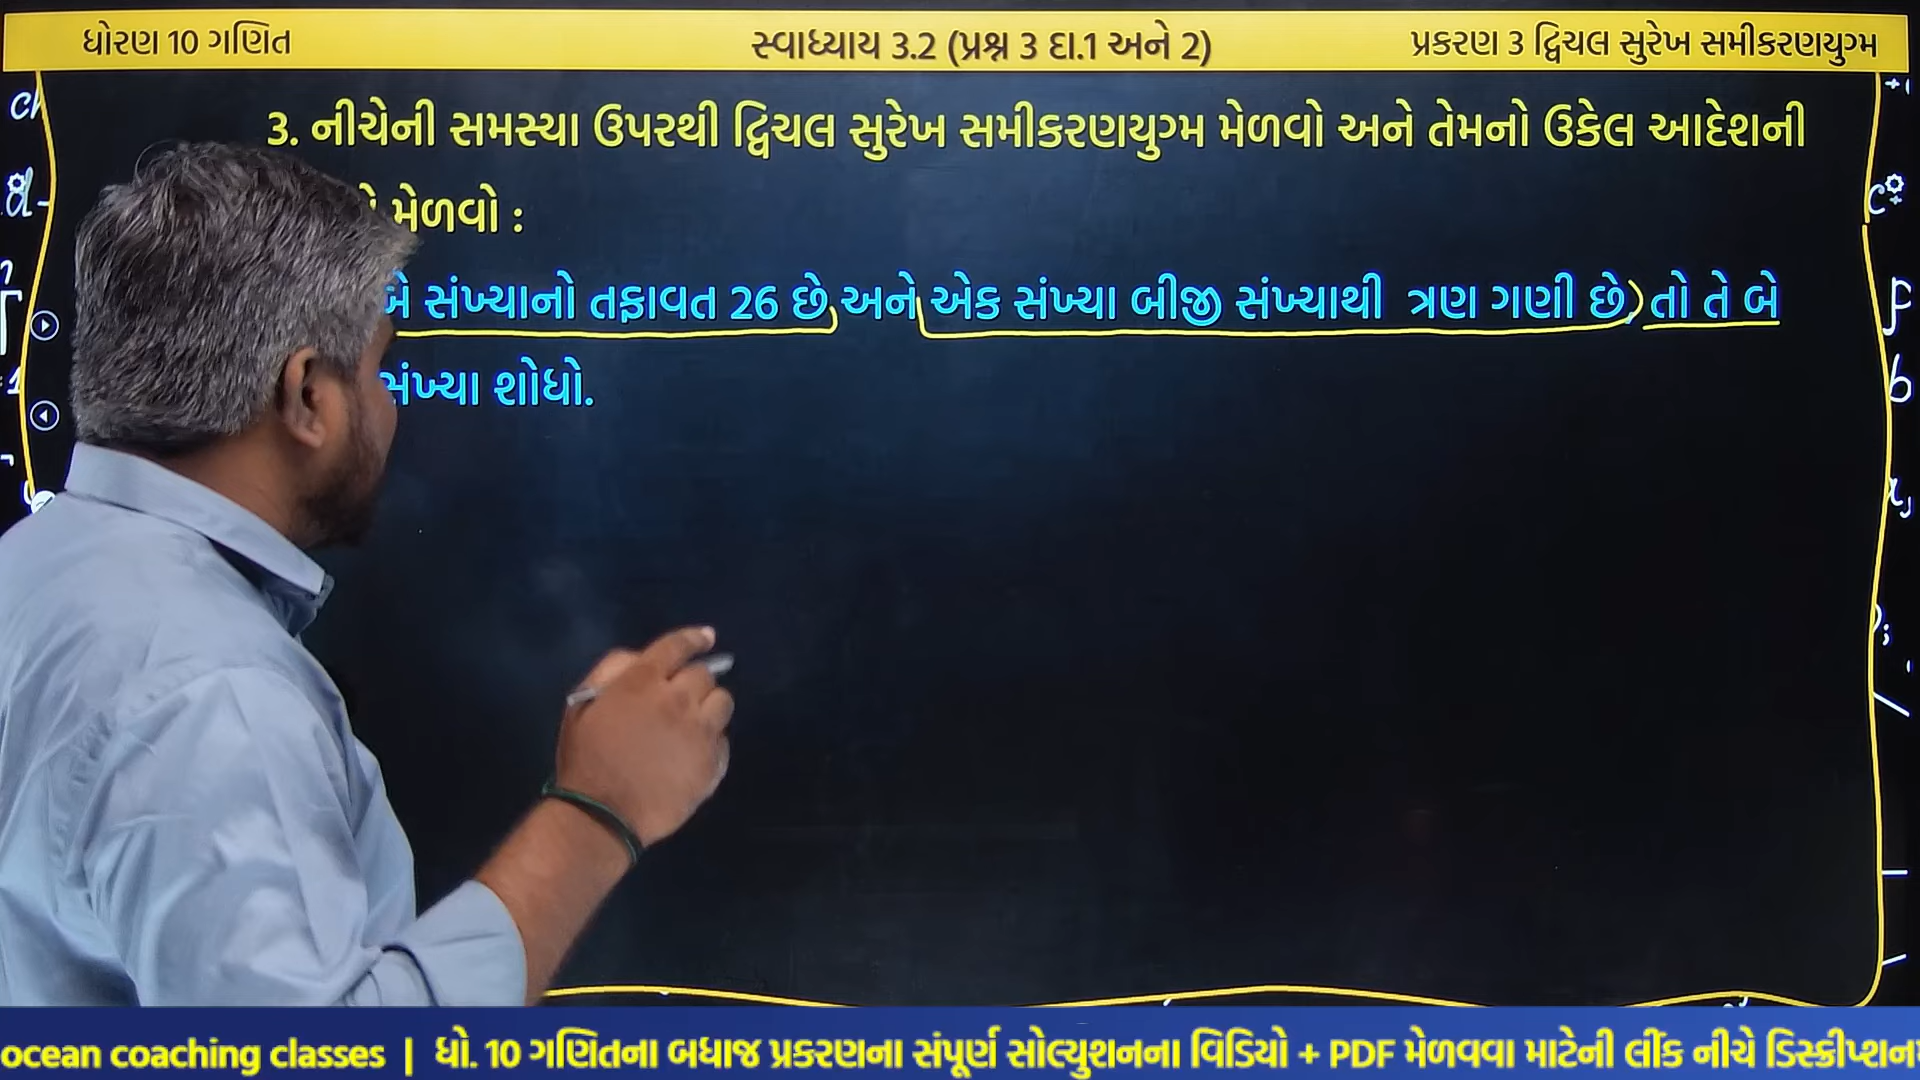 ધોરણ 10 ગણિત
સ્વાધ્યાય 3.2 (પ્રશ્ન 3 દા.1 અને 2)
પ્રકરણ 3 દ્વિચલ સુરેખ સમીકરણયુગ્મ
3. નીચેની સમસ્યા ઉપરથી દ્વિચલ સુરેખ સમીકરણયુગ્મ મેળવો અને તેમનો ઉકેલ આદેશની
મેળવો :
બે સંખ્યાનો તફાવત 26 છે અને એક સંખ્યા બીજી સંખ્યાથી ત્રણ ગણી છે, તો તે બે
સંખ્યા શોધો.
ocean coaching classes | ધો. 10 ગણિતના બધાજ પ્રકરણના સંપૂર્ણ સોલ્યુશનના વિડિયો + PDF મેળવવા માટેની લીંક નીચે